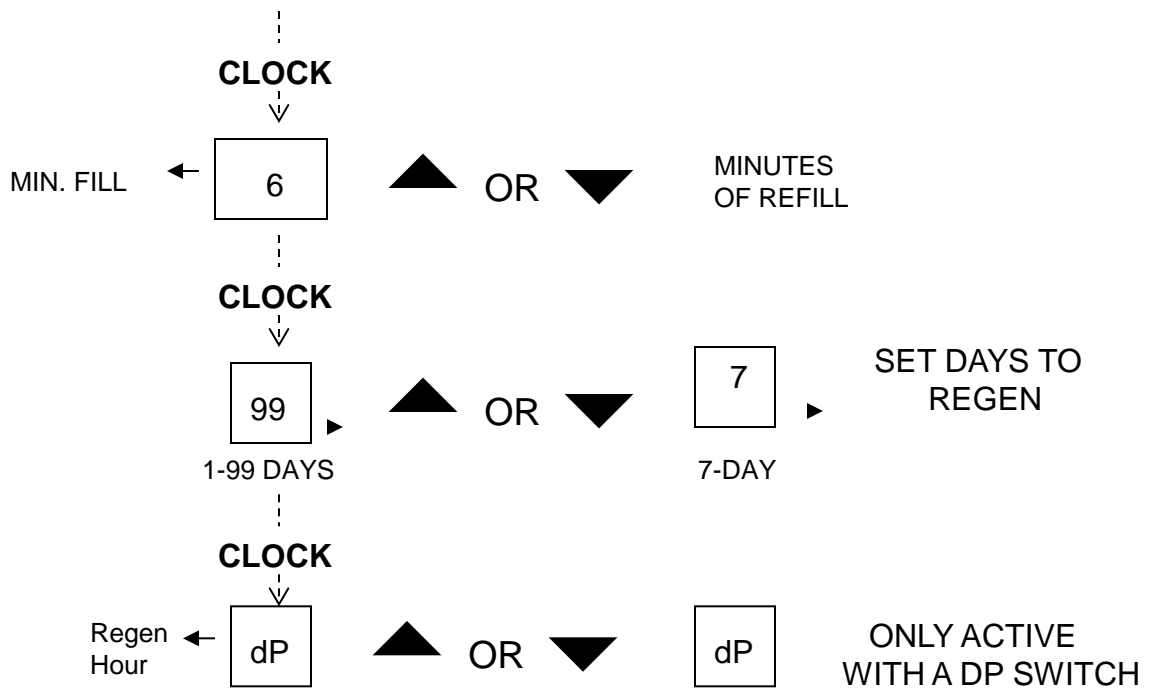 CLOCK
MIN. FILL
6
OR
MINUTES
OF REFILL
CLOCK
99
1-99 DAYS
OR
7
7-DAY
SET DAYS TO
REGEN
CLOCK
Regen
Hour
dP
OR
dP
ONLY ACTIVE
WITH A DP SWITCH